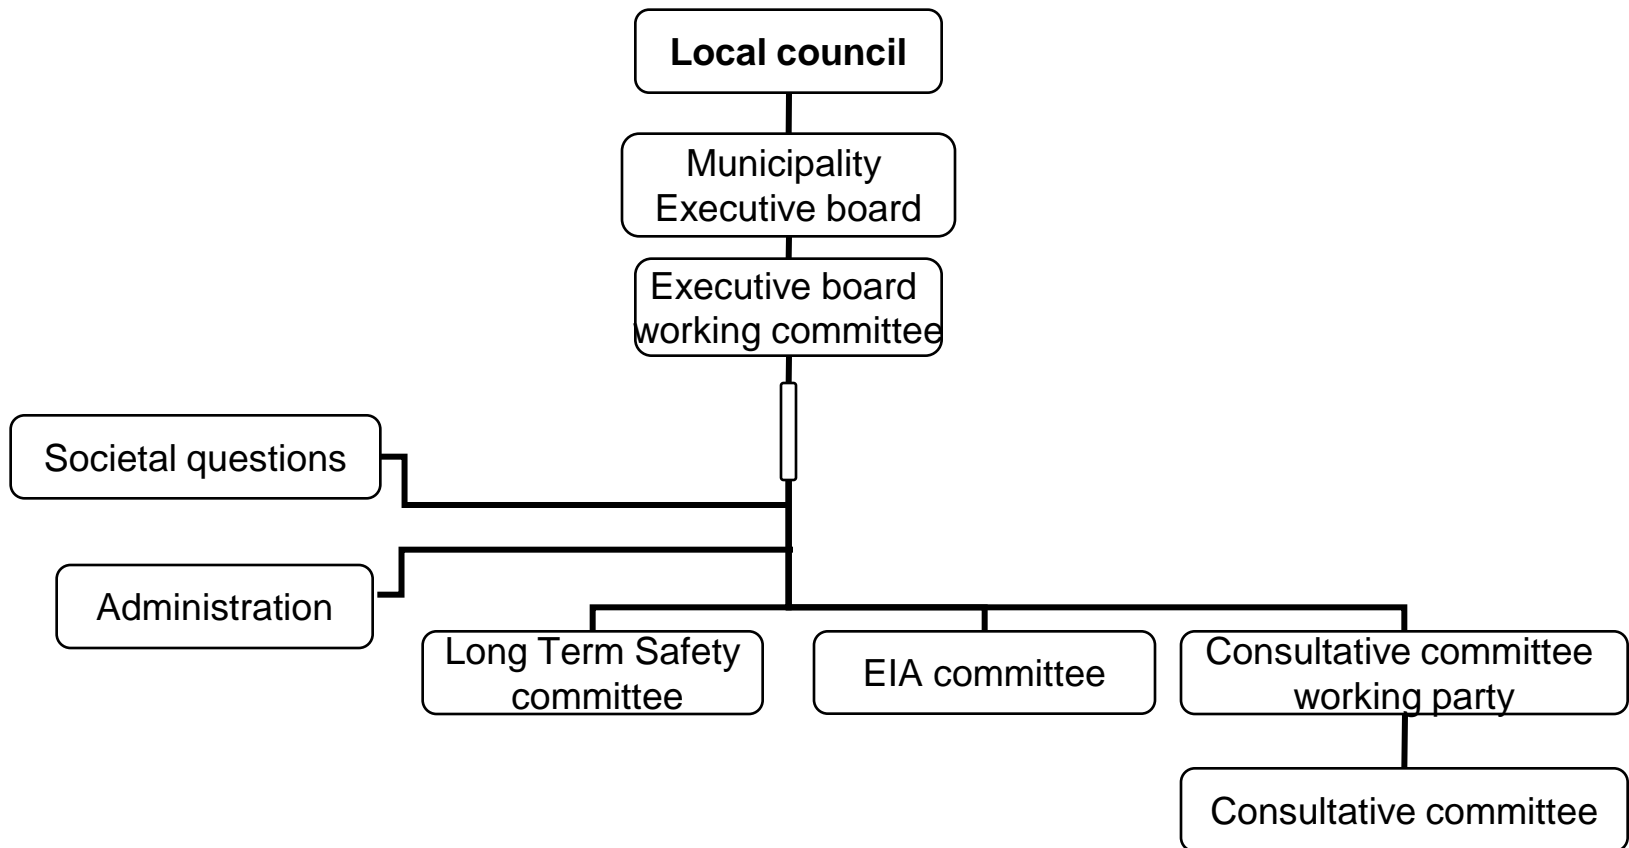 Local council
Municipality
Executive board
Executive board
working committee
Societal questions
Administration
Long Term Safety
committee
EIA committee
Consultative committee
working party
Consultative committee